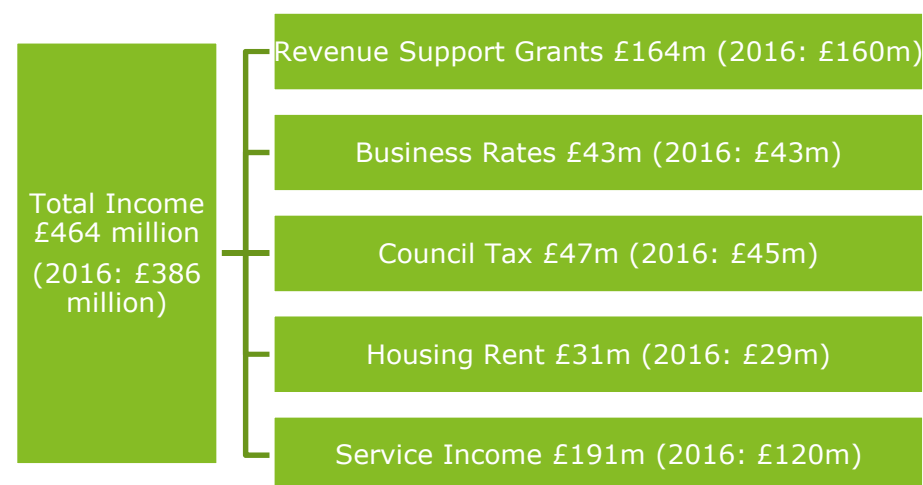 Total Income
£464 million
(2016: £386
million)
Revenue Support Grants £164m (2016: £160m)
Business Rates £43m (2016: £43m)
Council Tax £47m (2016: £45m)
Housing Rent £31m (2016: £29m)
Service Income £191m (2016: £120m)